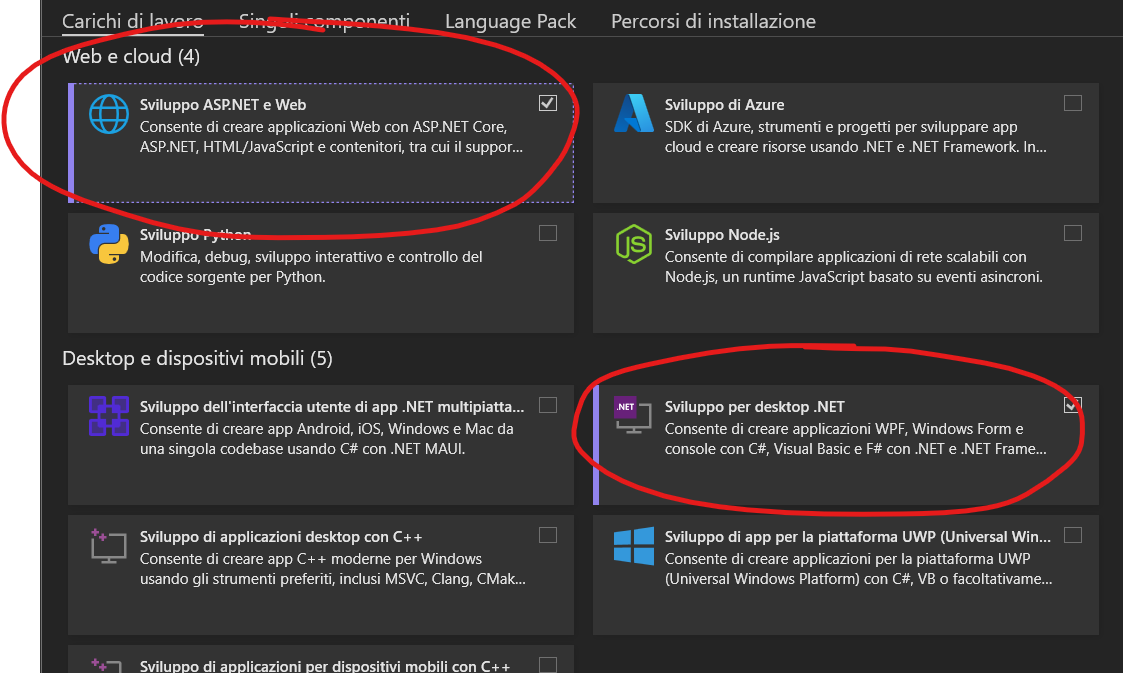 Carichi di lavoro Singoli componenti Language Pack Percorsi di installazione
Web e cloud (4)
Sviluppo ASP.NET e Web
Consente di creare applicazioni Web con ASP.NET Core,
ASP.NET, HTML/JavaScript e contenitori, tra cui il suppor...
Sviluppo di Azure
SDK di Azure, strumenti e progetti per sviluppare app
cloud e creare risorse usando .NET e .NET Framework. In...
Sviluppo Python
Modifica, debug, sviluppo interattivo e controllo del
codice sorgente per Python.
JS
Sviluppo Node.js
Consente di compilare applicazioni di rete scalabili con
Node.js, un runtime JavaScript basato su eventi asincroni.
Desktop e dispositivi mobili (5)
Sviluppo dell'interfaccia utente di app .NET multipiatta...
Consente di creare app Android, iOS, Windows e Mac da
una singola codebase usando C# con .NET MAUI.
.NET
Sviluppo per desktop .NET
Consente di creare applicazioni WPF, Windows Form e
console con C#, Visual Basic e F# con .NET e .NET Frame...
Sviluppo di applicazioni desktop con C++
Consente di creare app C++ moderne per Windows
usando gli strumenti preferiti, inclusi MSVC, Clang, CMak...
Sviluppo di app per la piattaforma UWP (Universal Win...
Consente di creare applicazioni per la piattaforma UWP
(Universal Windows Platform) con C#, VB o facoltativame...
Sviluppo di applicazioni per dispositivi mobili con C++